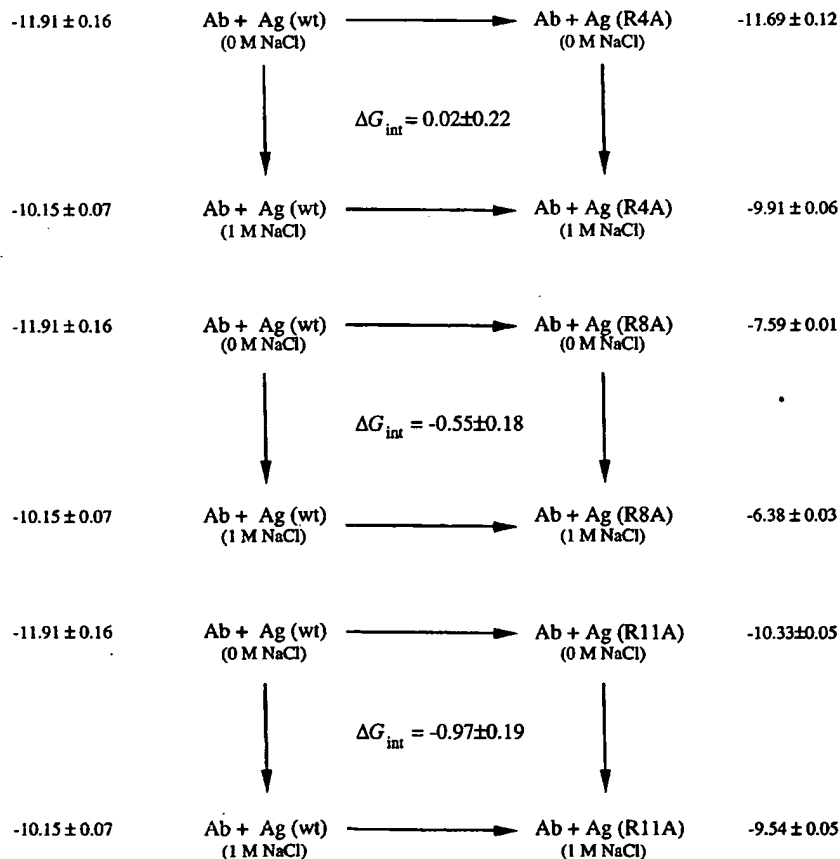 -11.91 ± 0.16 Ab + Ag (wt) Ab + Ag (R4A) -11.69 ± 0.12
(0 M NaCl) (0 M NaCl)
ΔG_int = 0.02±0.22
-10.15 ± 0.07 Ab + Ag (wt) Ab + Ag (R4A) -9.91 ± 0.06
(1 M NaCl) (1 M NaCl)
-11.91 ± 0.16 Ab + Ag (wt) Ab + Ag (R8A) -7.59 ± 0.01
(0 M NaCl) (0 M NaCl)
ΔG_int = -0.55±0.18
-10.15 ± 0.07 Ab + Ag (wt) Ab + Ag (R8A) -6.38 ± 0.03
(1 M NaCl) (1 M NaCl)
-11.91 ± 0.16 Ab + Ag (wt) Ab + Ag (R11A) -10.33±0.05
(0 M NaCl) (0 M NaCl)
ΔG_int = -0.97±0.19
-10.15 ± 0.07 Ab + Ag (wt) Ab + Ag (R11A) -9.54 ± 0.05
(1 M NaCl) (1 M NaCl)